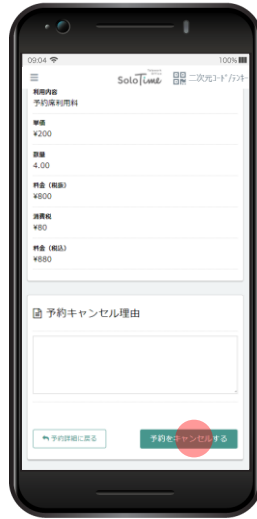 09:04 100%
SoloTime 二次元ｺｰﾄﾞ/ﾃﾝｷｰ
利用内容
予約席利用料
単価
¥200
数量
4.00
料金（税抜）
¥800
消費税
¥80
料金（税込）
¥880
予約キャンセル理由
予約詳細に戻る 予約をキャンセルする